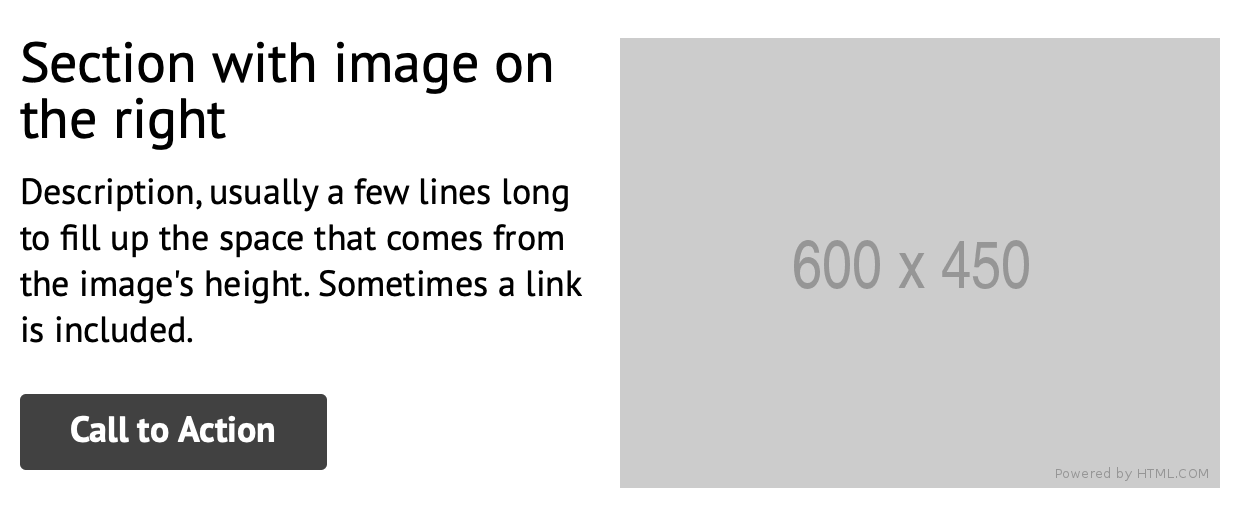 Section with image on
the right
Description, usually a few lines long
to fill up the space that comes from
the image's height. Sometimes a link
is included.
Call to Action
600 x 450
Powered by HTML.COM